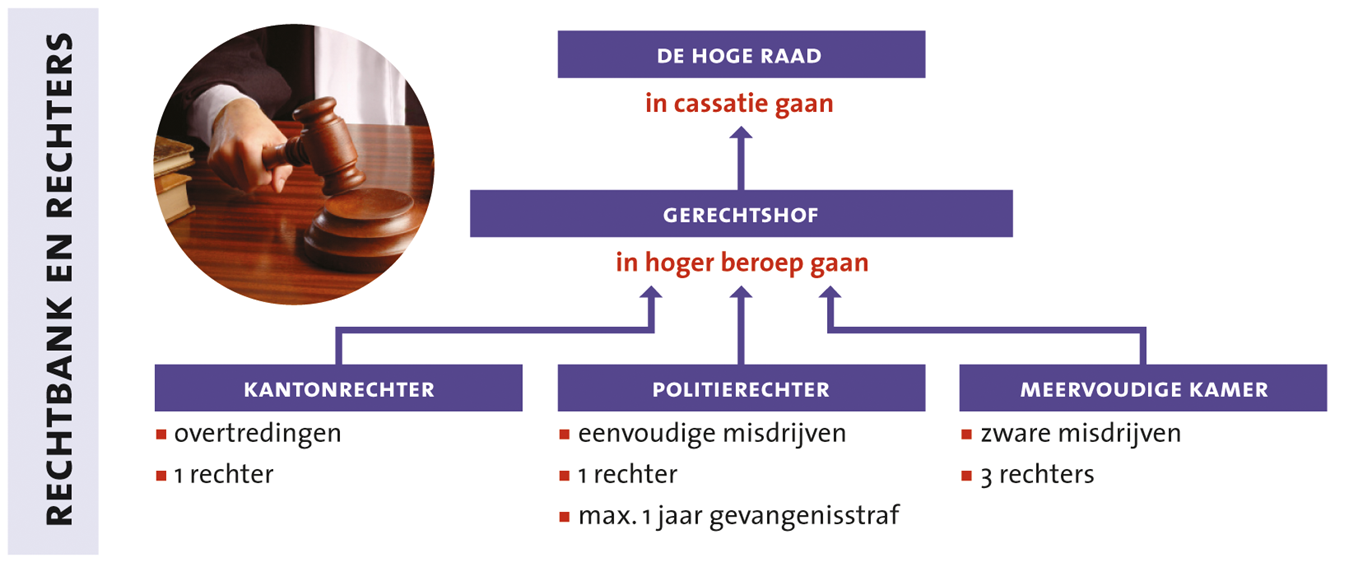 RECHTBANK EN RECHTERS
DE HOGE RAAD
in cassatie gaan
GERECHTSHOF
in hoger beroep gaan
KANTONRECHTER
overtredingen
1 rechter
POLITIERECHTER
eenvoudige misdrijven
1 rechter
max. 1 jaar gevangenisstraf
MEERVOUDIGE KAMER
zware misdrijven
3 rechters